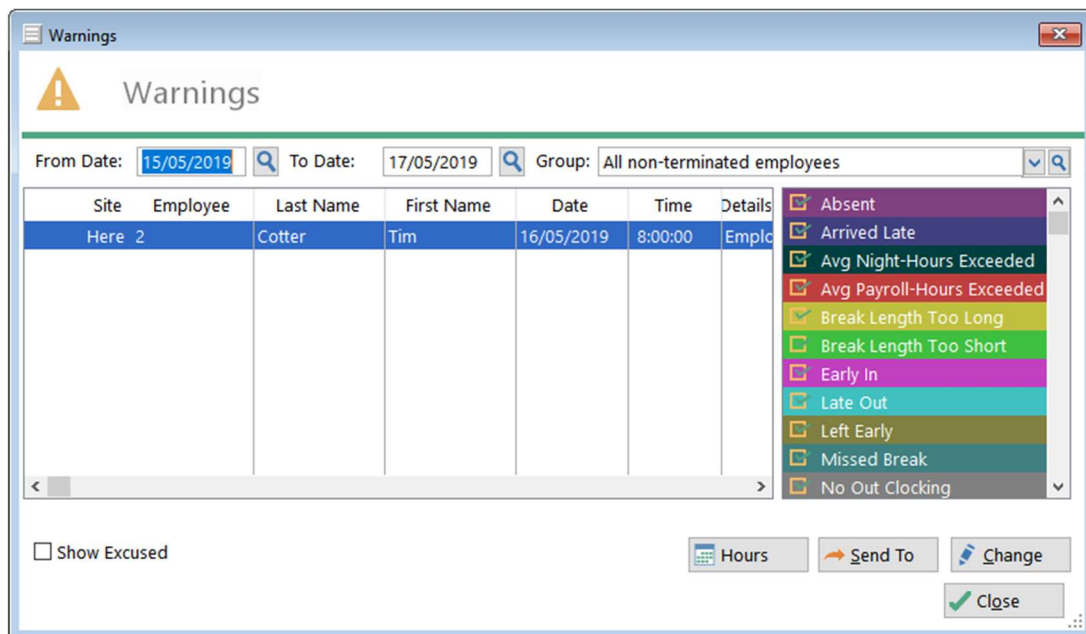 Warnings
Warnings
From Date: 15/05/2019 To Date: 17/05/2019 Group: All non-terminated employees
Site Employee Last Name First Name Date Time Details
Here 2 Cotter Tim 16/05/2019 8:00:00 Emplo
Absent
Arrived Late
Avg Night-Hours Exceeded
Avg Payroll-Hours Exceeded
Break Length Too Long
Break Length Too Short
Early In
Late Out
Left Early
Missed Break
No Out Clocking
Show Excused
Hours Send To Change
Close